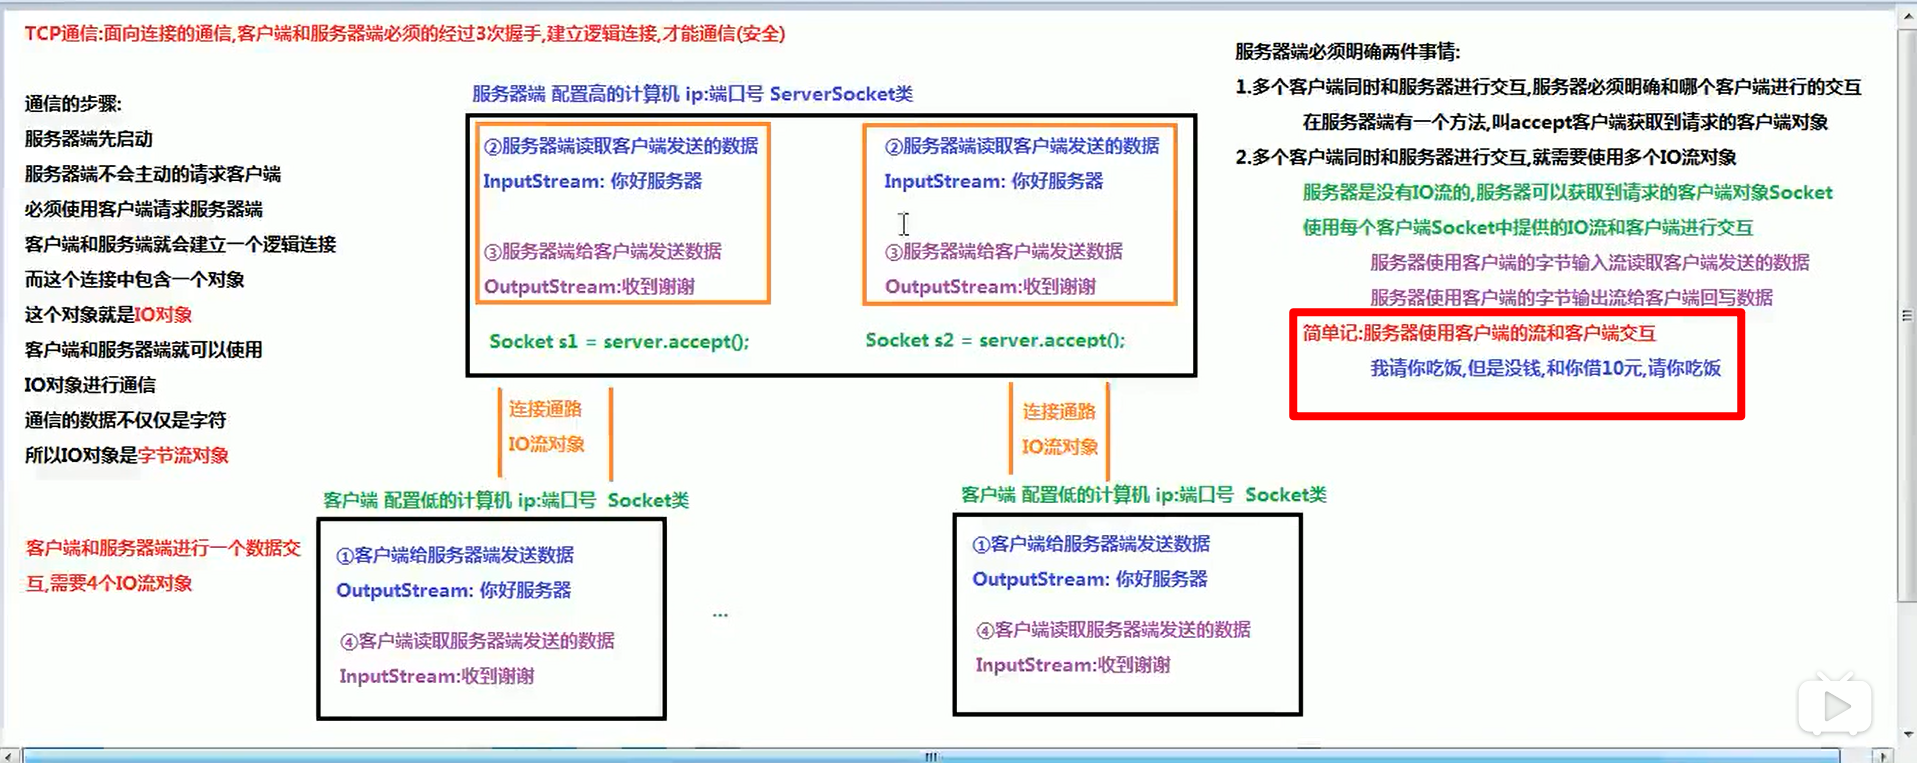 TCP通信:面向连接的通信,客户端和服务器端必须的经过3次握手,建立逻辑连接,才能通信(安全)
通信的步骤:
服务器端先启动
服务器端不会主动的请求客户端
必须使用客户端请求服务器端
客户端和服务端就会建立一个逻辑连接
而这个连接中包含一个对象
这个对象就是IO对象
客户端和服务器端就可以使用
IO对象进行通信
通信的数据不仅仅是字符
所以IO对象是字节流对象
客户端和服务器端进行一个数据交
互,需要4个IO流对象
服务器端 配置高的计算机 ip:端口号 ServerSocket类
②服务器端读取客户端发送的数据
InputStream: 你好服务器
③服务器端给客户端发送数据
OutputStream:收到谢谢
Socket s1 = server.accept();
②服务器端读取客户端发送的数据
InputStream: 你好服务器
③服务器端给客户端发送数据
OutputStream:收到谢谢
Socket s2 = server.accept();
连接通路
IO流对象
连接通路
IO流对象
客户端 配置低的计算机 ip:端口号 Socket类
①客户端给服务器端发送数据
OutputStream: 你好服务器
④客户端读取服务器端发送的数据
InputStream:收到谢谢
...
客户端 配置低的计算机 ip:端口号 Socket类
①客户端给服务器端发送数据
OutputStream: 你好服务器
④客户端读取服务器端发送的数据
InputStream:收到谢谢
服务器端必须明确两件事情:
1.多个客户端同时和服务器进行交互,服务器必须明确和哪个客户端进行的交互
在服务器端有一个方法,叫accept客户端获取到请求的客户端对象
2.多个客户端同时和服务器进行交互,就需要使用多个IO流对象
服务器是没有IO流的,服务器可以获取到请求的客户端对象Socket
使用每个客户端Socket中提供的IO流和客户端进行交互
服务器使用客户端的字节输入流读取客户端发送的数据
服务器使用客户端的字节输出流给客户端回写数据
简单记:服务器使用客户端的流和客户端交互
我请你吃饭,但是没钱,和你借10元,请你吃饭